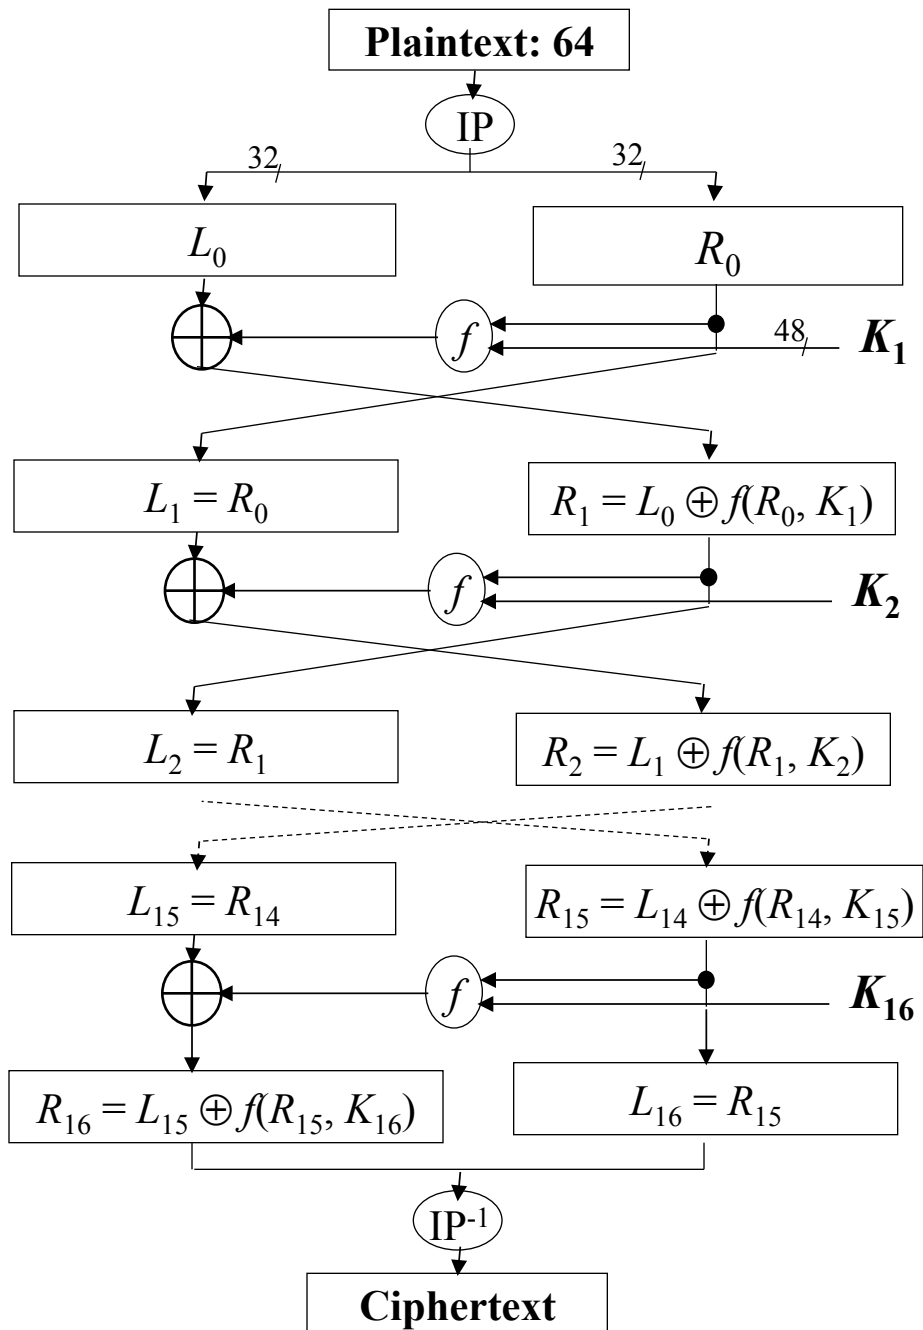 Plaintext: 64
IP
32
32
L₀
R₀
f
48
K₁
L₁ = R₀
R₁ = L₀ ⊕ f(R₀, K₁)
f
K₂
L₂ = R₁
R₂ = L₁ ⊕ f(R₁, K₂)
L₁₅ = R₁₄
R₁₅ = L₁₄ ⊕ f(R₁₄, K₁₅)
f
K₁₆
R₁₆ = L₁₅ ⊕ f(R₁₅, K₁₆)
L₁₆ = R₁₅
IP⁻¹
Ciphertext